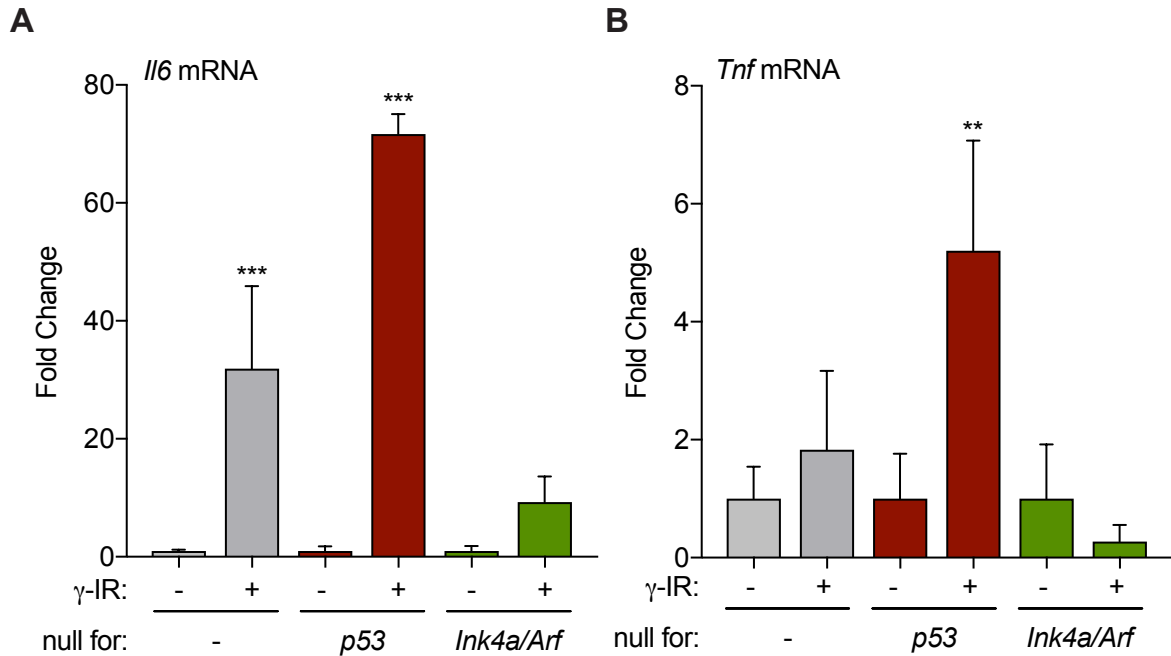 A
Il6 mRNA
80
60
40
20
0
Fold Change
***
***
γ-IR: - + - + - +
null for: - p53 Ink4a/Arf
B
Tnf mRNA
8
6
4
2
0
Fold Change
**
γ-IR: - + - + - +
null for: - p53 Ink4a/Arf